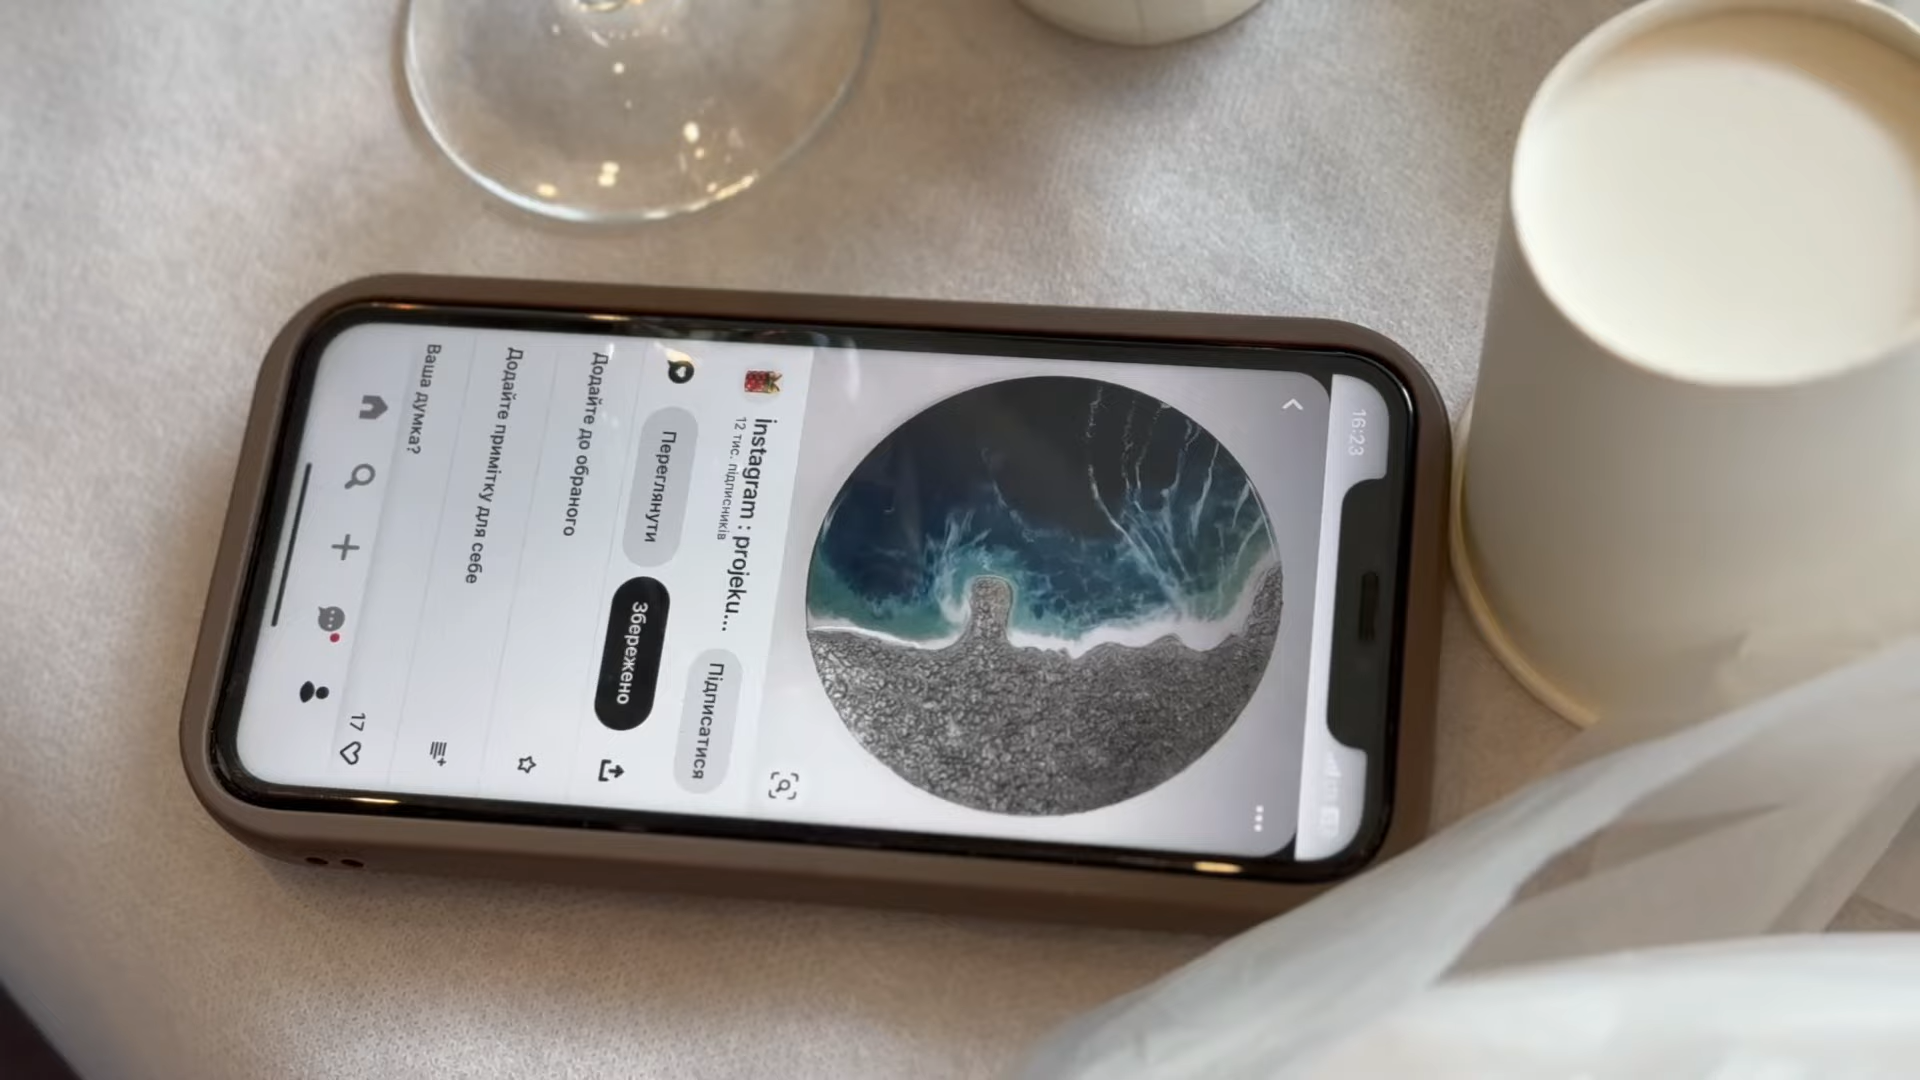 16:23
instagram : projeku...
12 тис. підписників
Підписатися
Переглянути
Збережено
Додайте до обраного
Додайте примітку для себе
Ваша думка?
17